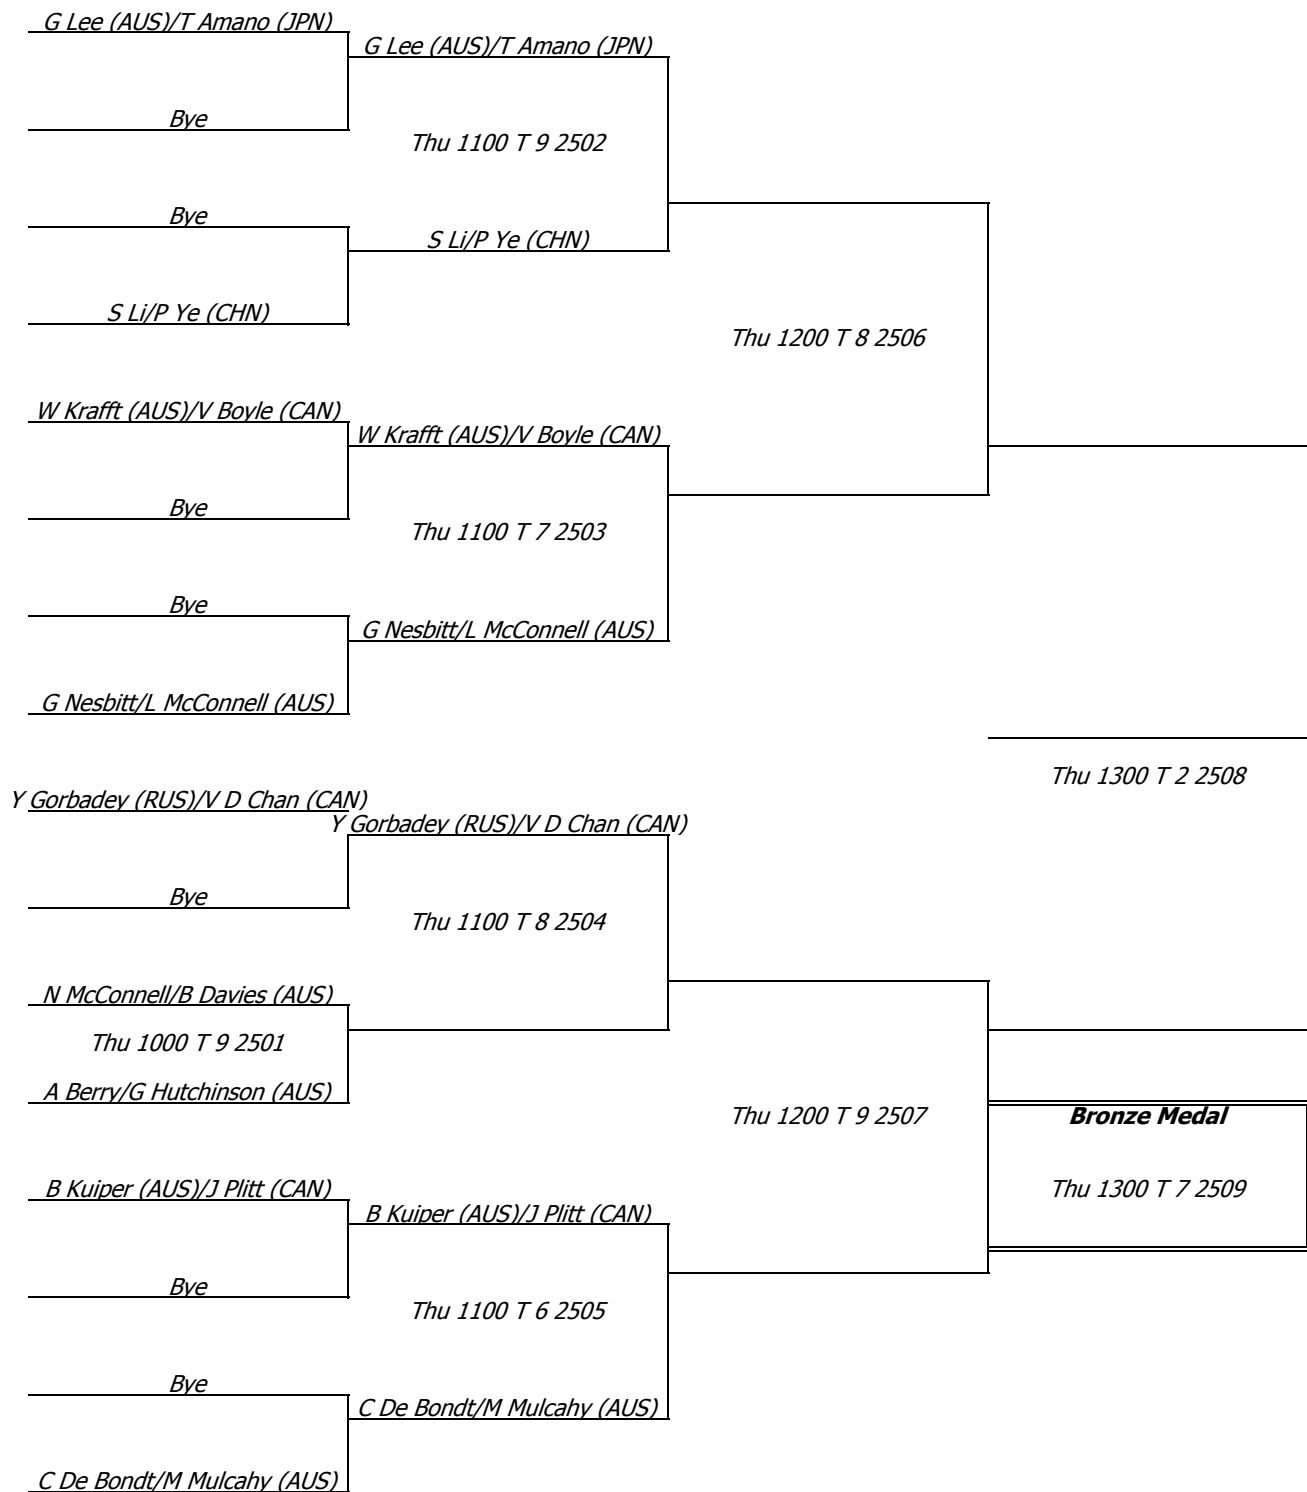 G Lee (AUS)/T Amano (JPN)
G Lee (AUS)/T Amano (JPN)
Bye
Thu 1100 T 9 2502
Bye
S Li/P Ye (CHN)
S Li/P Ye (CHN)
Thu 1200 T 8 2506
W Krafft (AUS)/V Boyle (CAN)
W Krafft (AUS)/V Boyle (CAN)
Bye
Thu 1100 T 7 2503
Bye
G Nesbitt/L McConnell (AUS)
G Nesbitt/L McConnell (AUS)
Thu 1300 T 2 2508
Y Gorbadey (RUS)/V D Chan (CAN)
Y Gorbadey (RUS)/V D Chan (CAN)
Bye
Thu 1100 T 8 2504
N McConnell/B Davies (AUS)
Thu 1000 T 9 2501
A Berry/G Hutchinson (AUS)
Thu 1200 T 9 2507
Bronze Medal
B Kuiper (AUS)/J Plitt (CAN)
Thu 1300 T 7 2509
B Kuiper (AUS)/J Plitt (CAN)
Bye
Thu 1100 T 6 2505
Bye
C De Bondt/M Mulcahy (AUS)
C De Bondt/M Mulcahy (AUS)